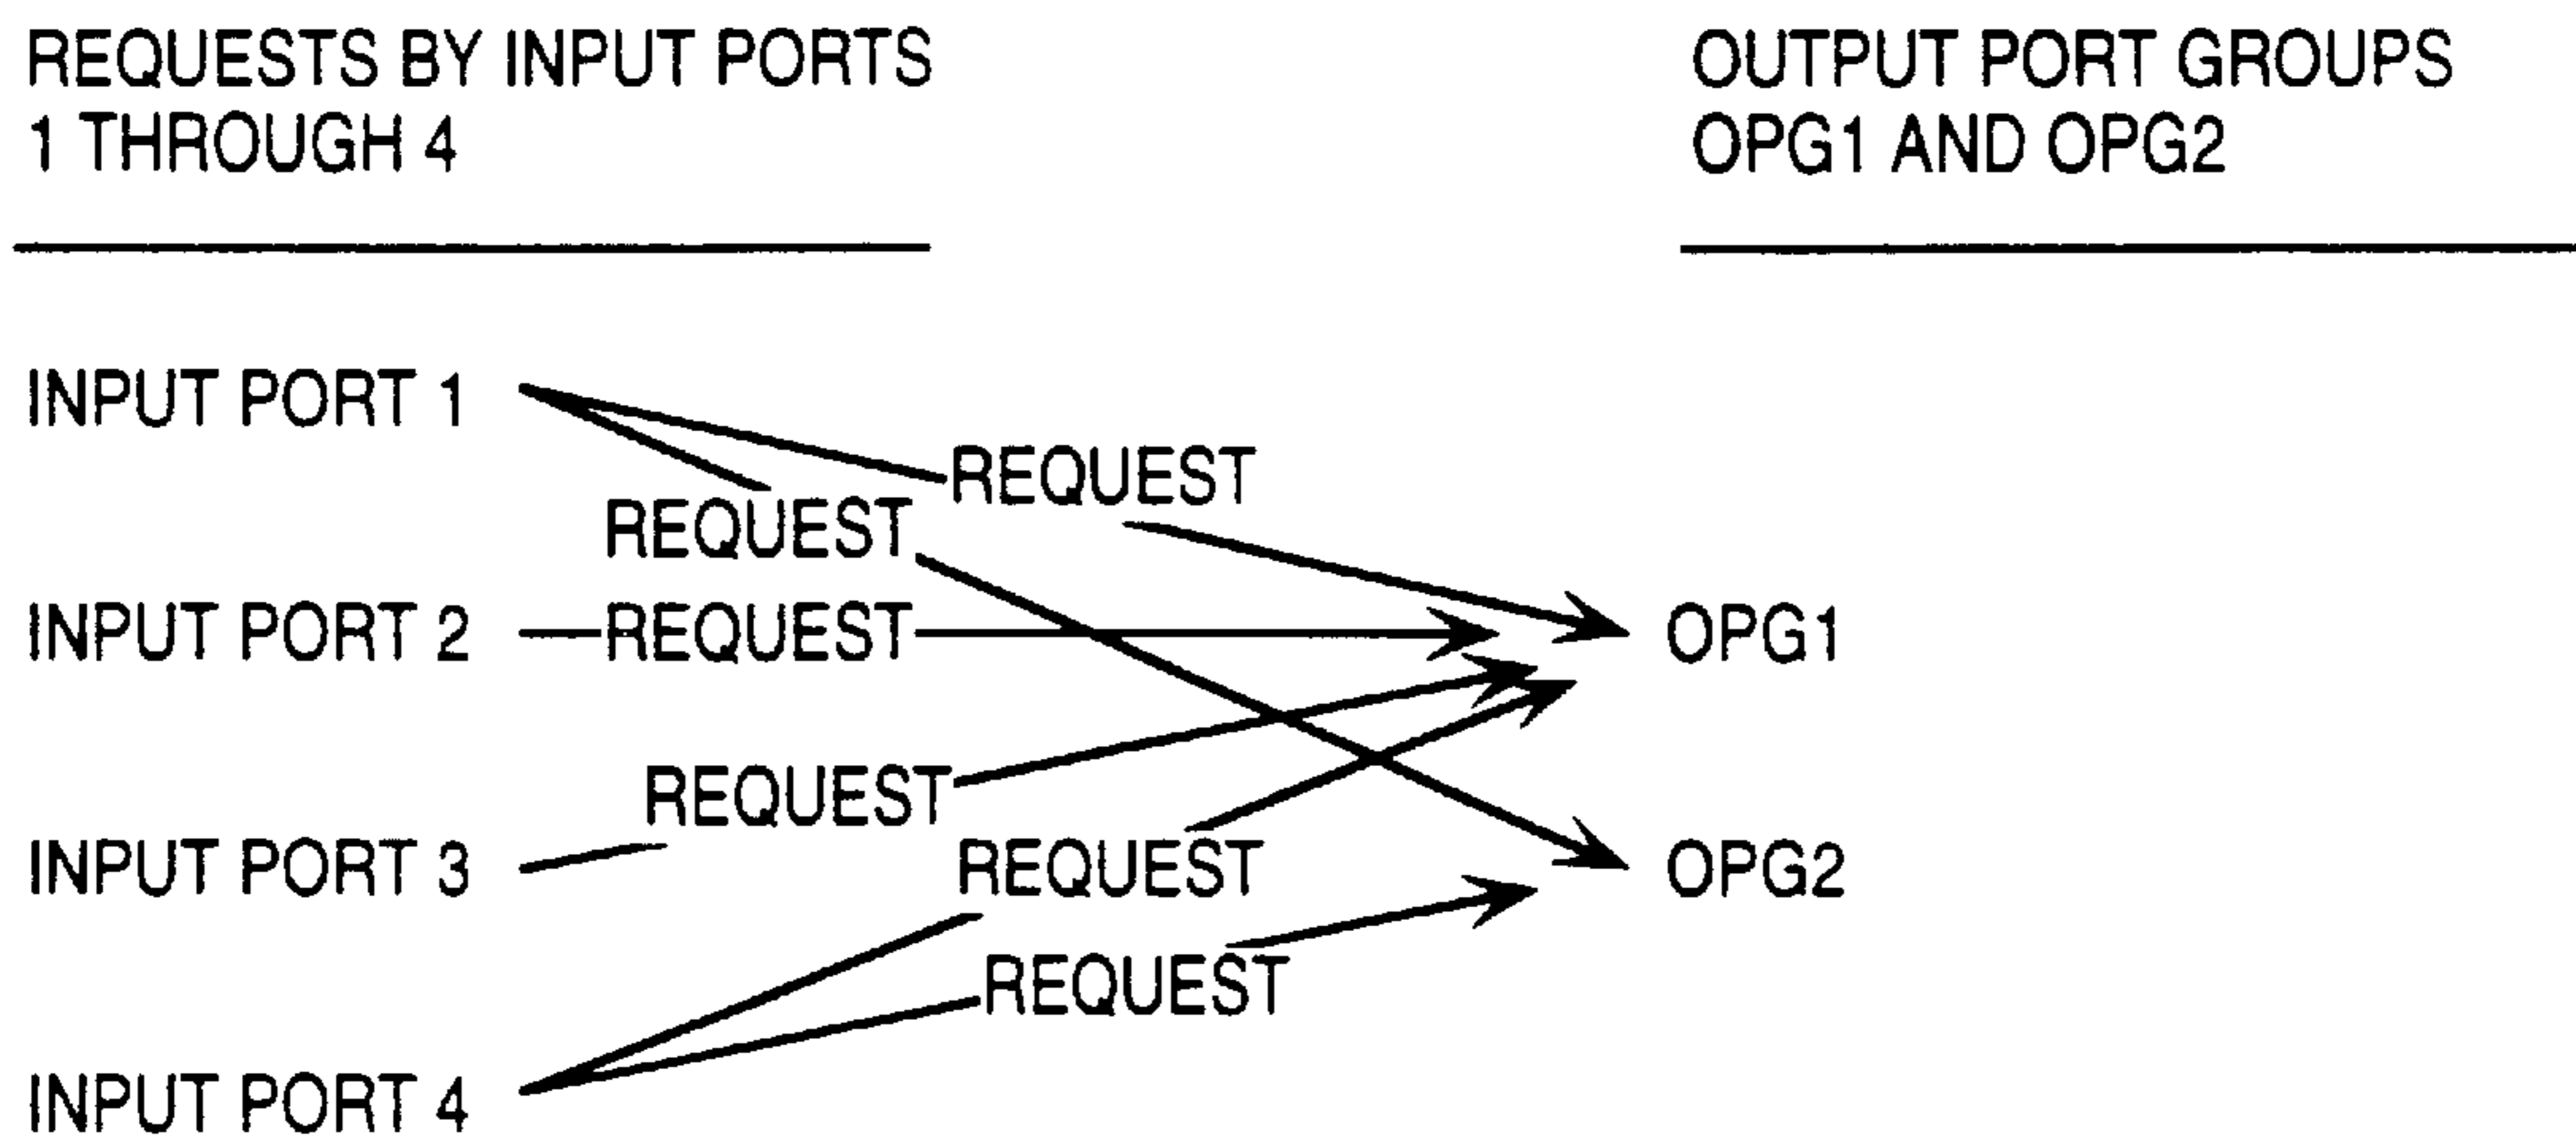 REQUESTS BY INPUT PORTS
1 THROUGH 4
OUTPUT PORT GROUPS
OPG1 AND OPG2
INPUT PORT 1
REQUEST
REQUEST
INPUT PORT 2
REQUEST
OPG1
REQUEST
INPUT PORT 3
REQUEST
OPG2
REQUEST
INPUT PORT 4